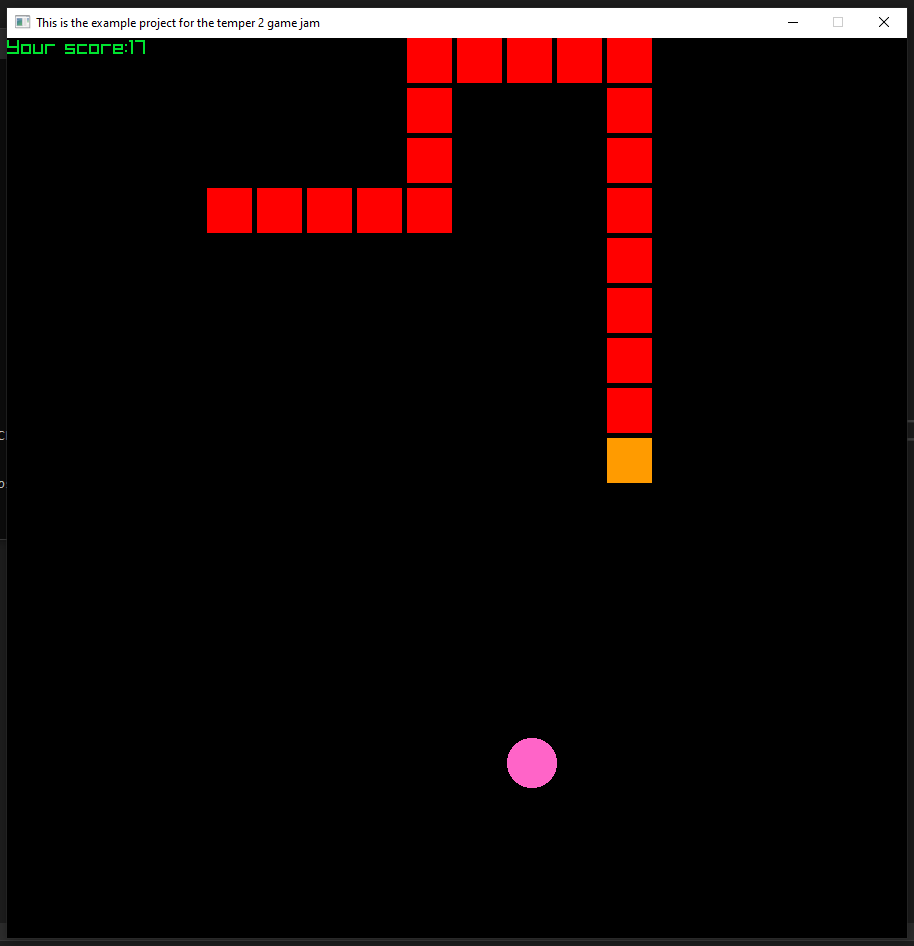 This is the example project for the temper 2 game jam
Your score:17